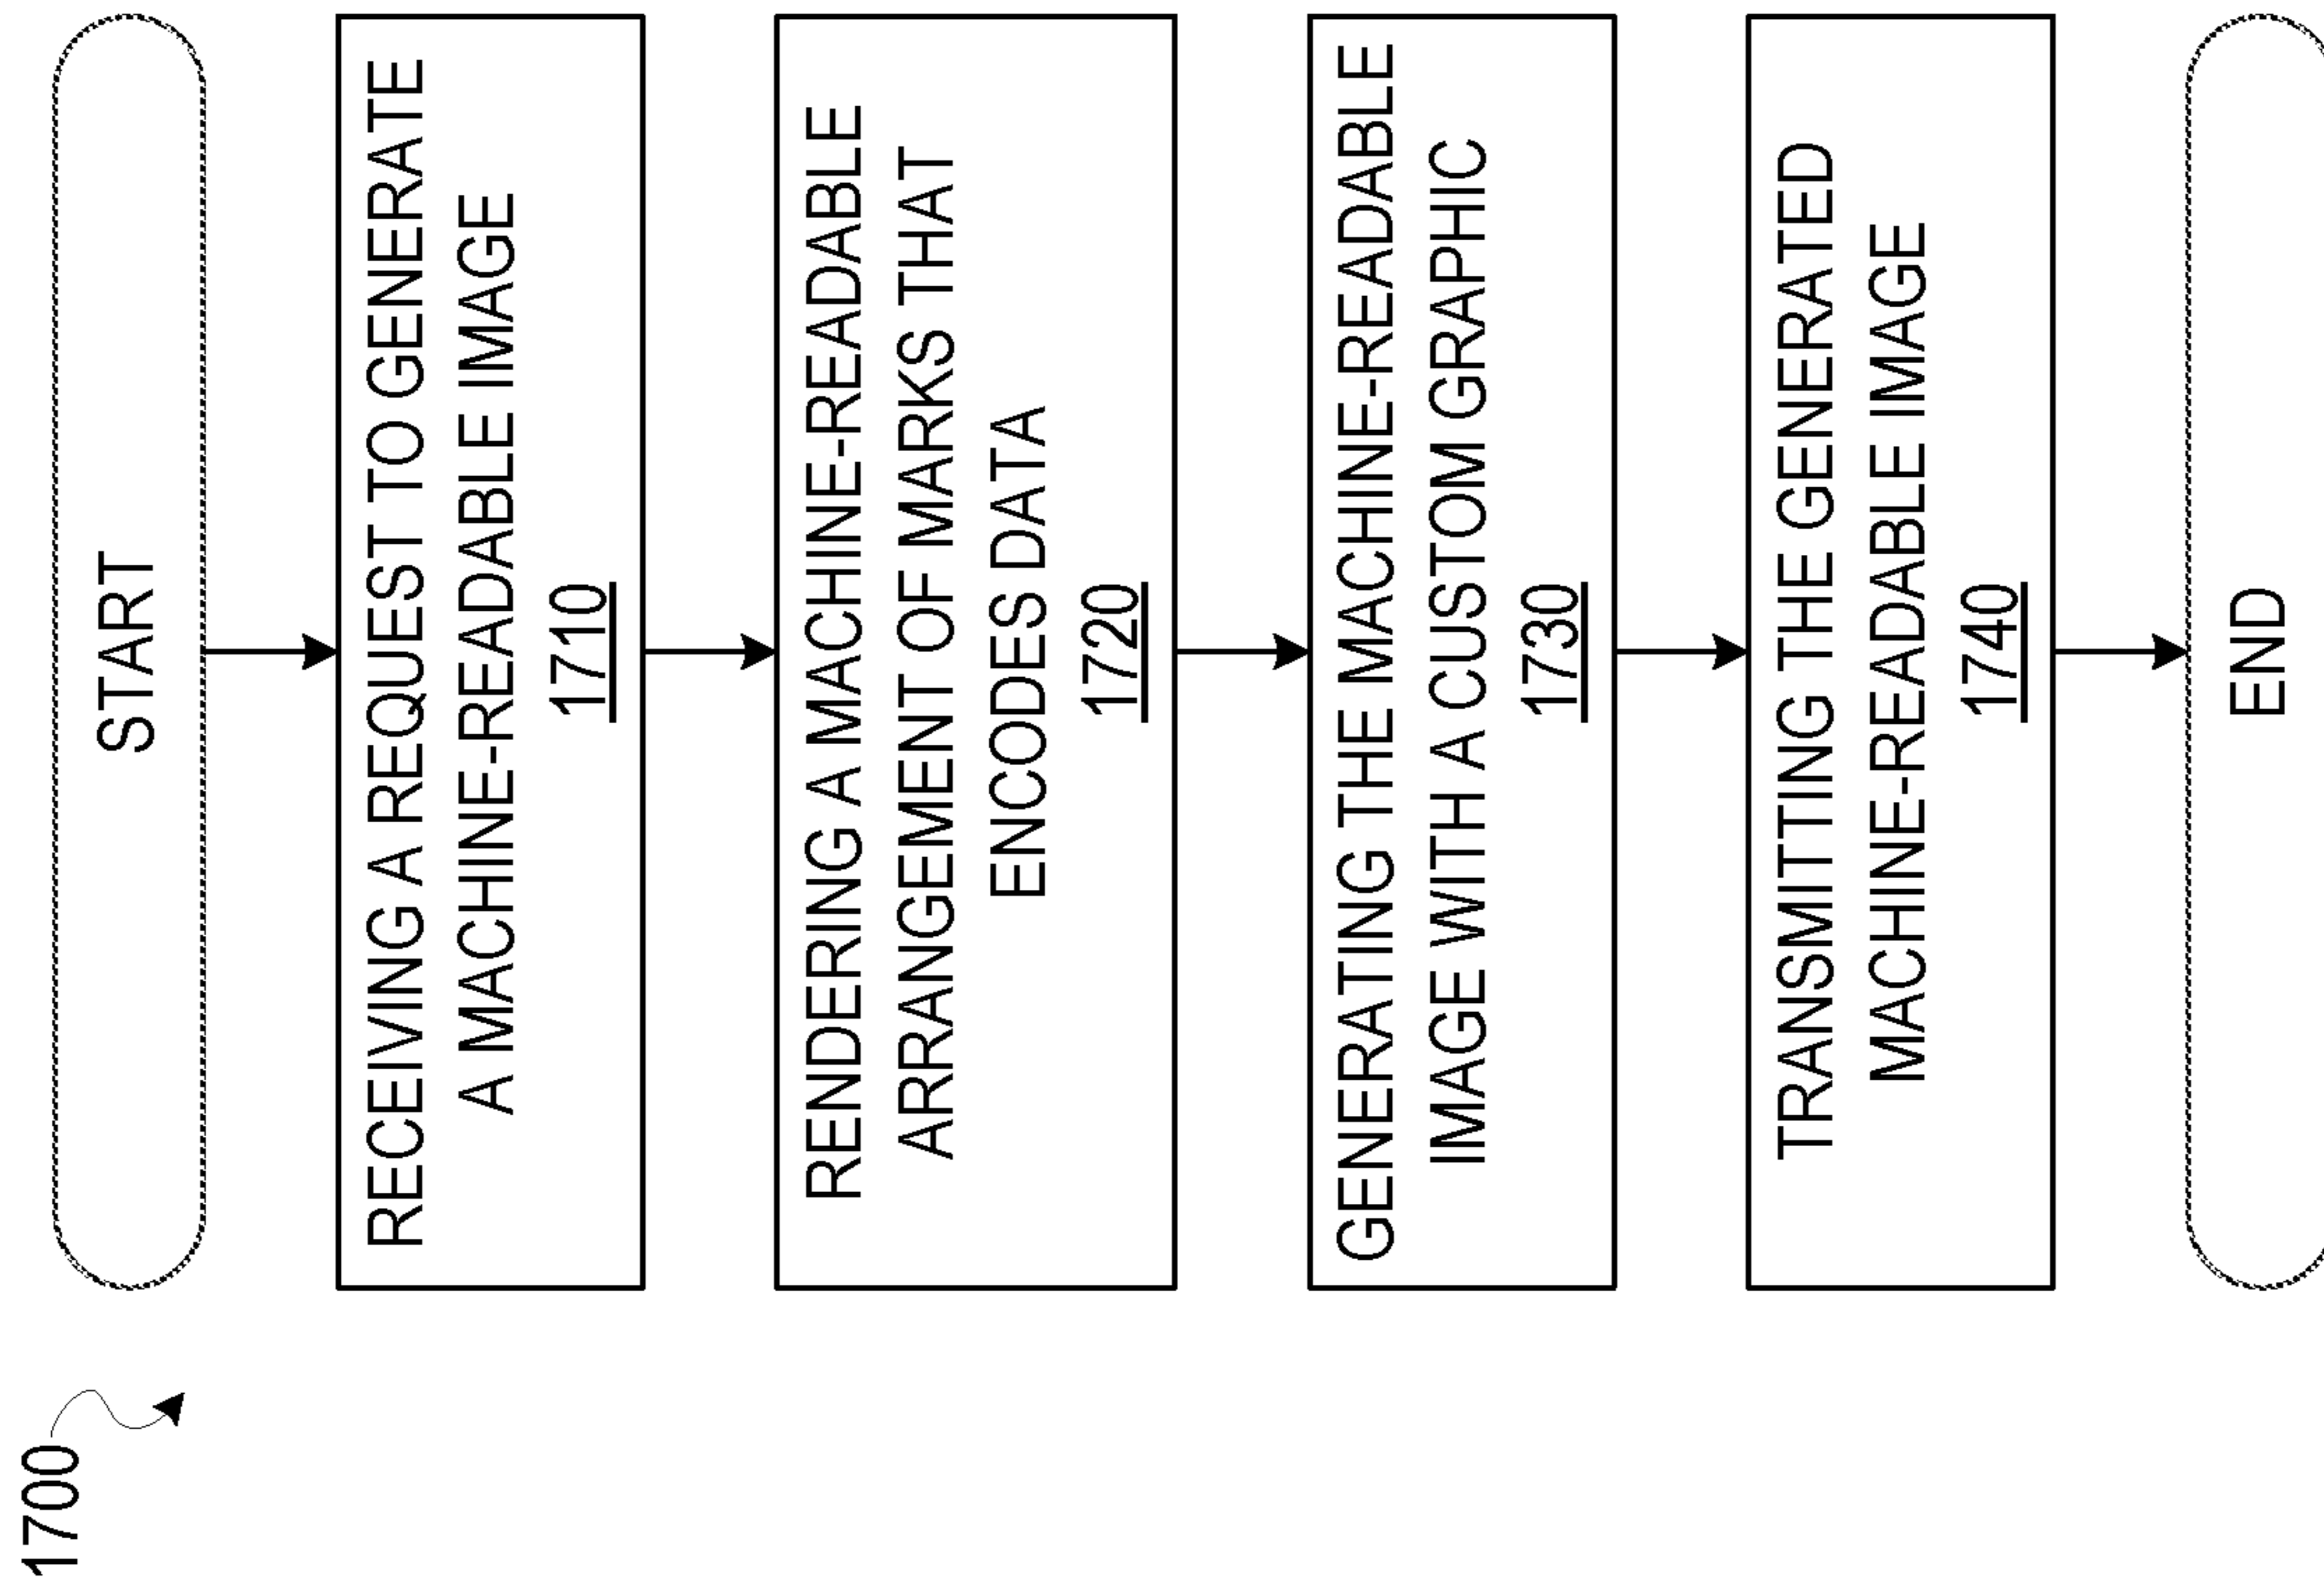 1700
START
RECEIVING A REQUEST TO GENERATE
A MACHINE-READABLE IMAGE
1710
RENDERING A MACHINE-READABLE
ARRANGEMENT OF MARKS THAT
ENCODES DATA
1720
GENERATING THE MACHINE-READABLE
IMAGE WITH A CUSTOM GRAPHIC
1730
TRANSMITTING THE GENERATED
MACHINE-READABLE IMAGE
1740
END